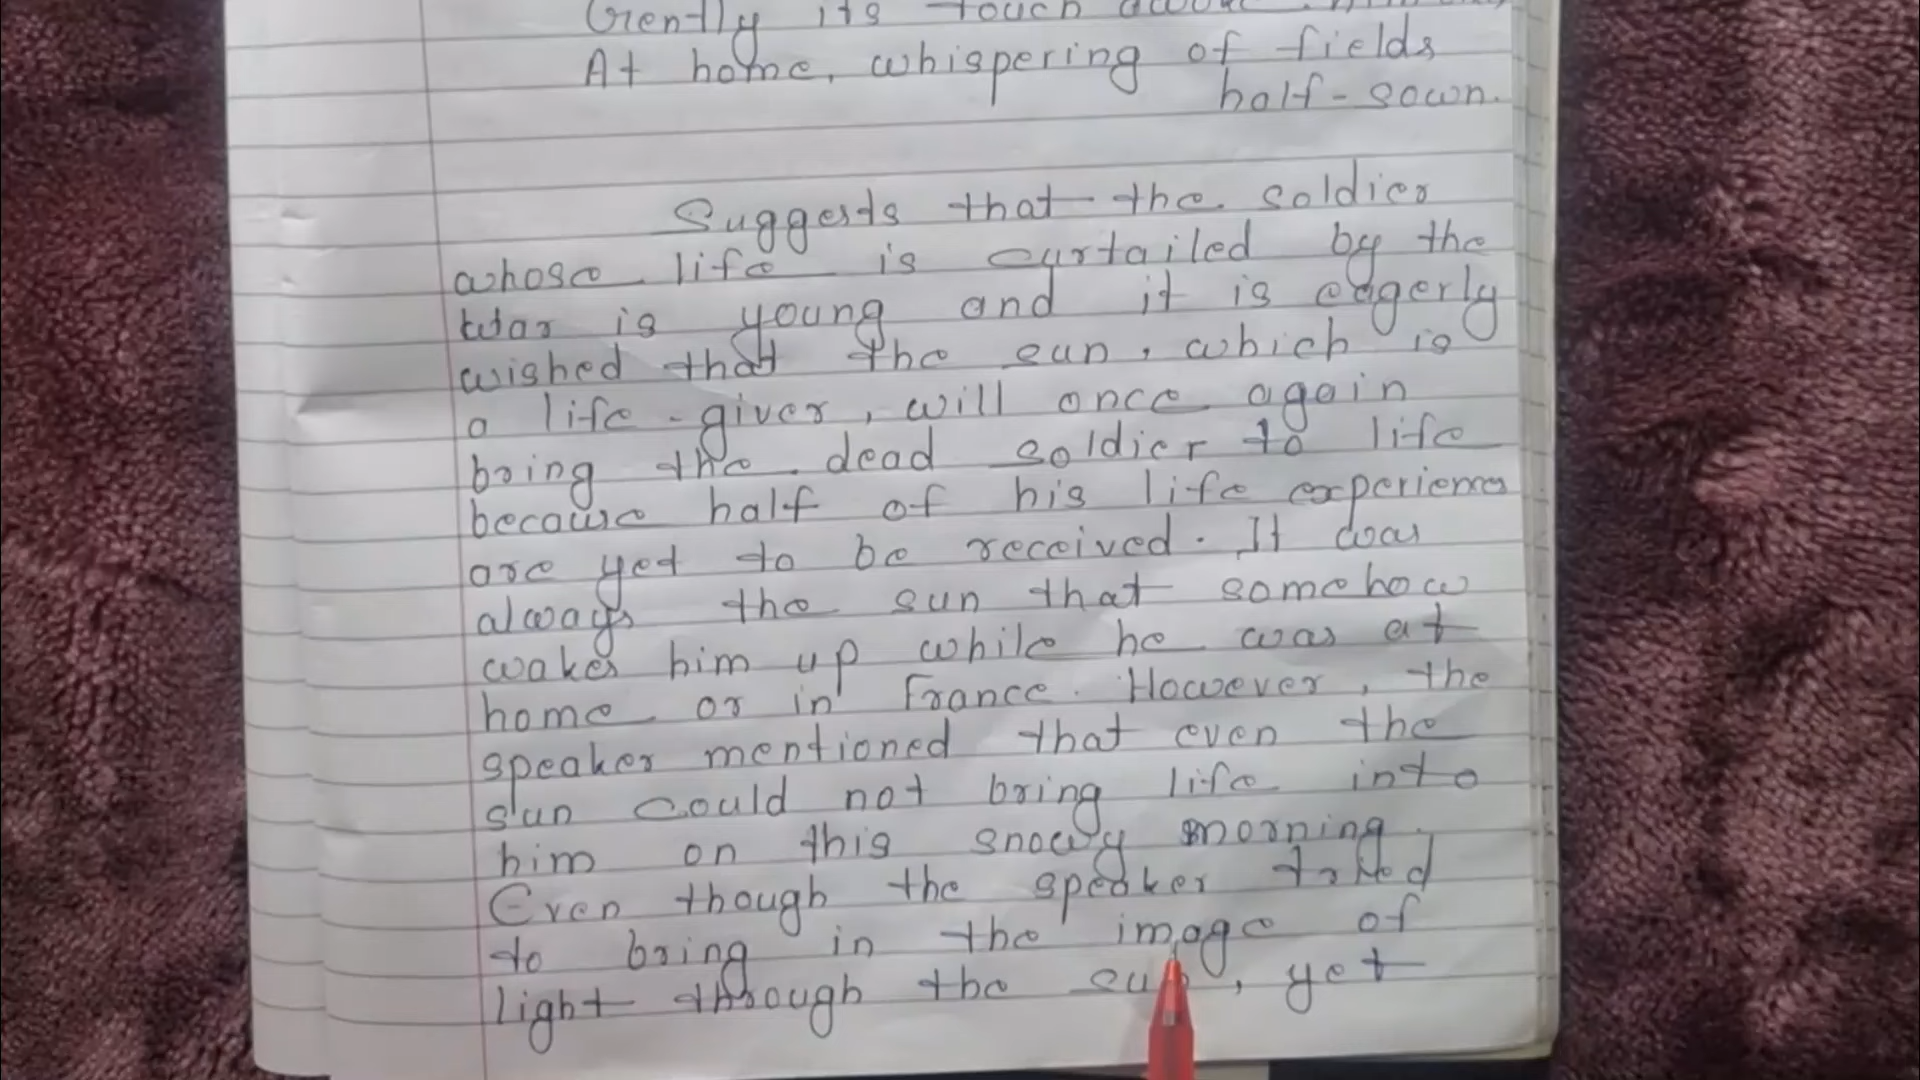 Gently its touch
At home, whispering of fields
half-sown.
Suggests that the soldier
whose life is curtailed by the
war is young and it is eagerly
wished that the sun, which is
a life-giver, will once again
bring the dead soldier to life
because half of his life experiences
are yet to be received. It was
always the sun that somehow
wakes him up while he was at
home or in France. However, the
speaker mentioned that even the
sun could not bring life into
him on this snowy morning.
Even though the speaker tried
to bring in the image of
light through the sun, yet